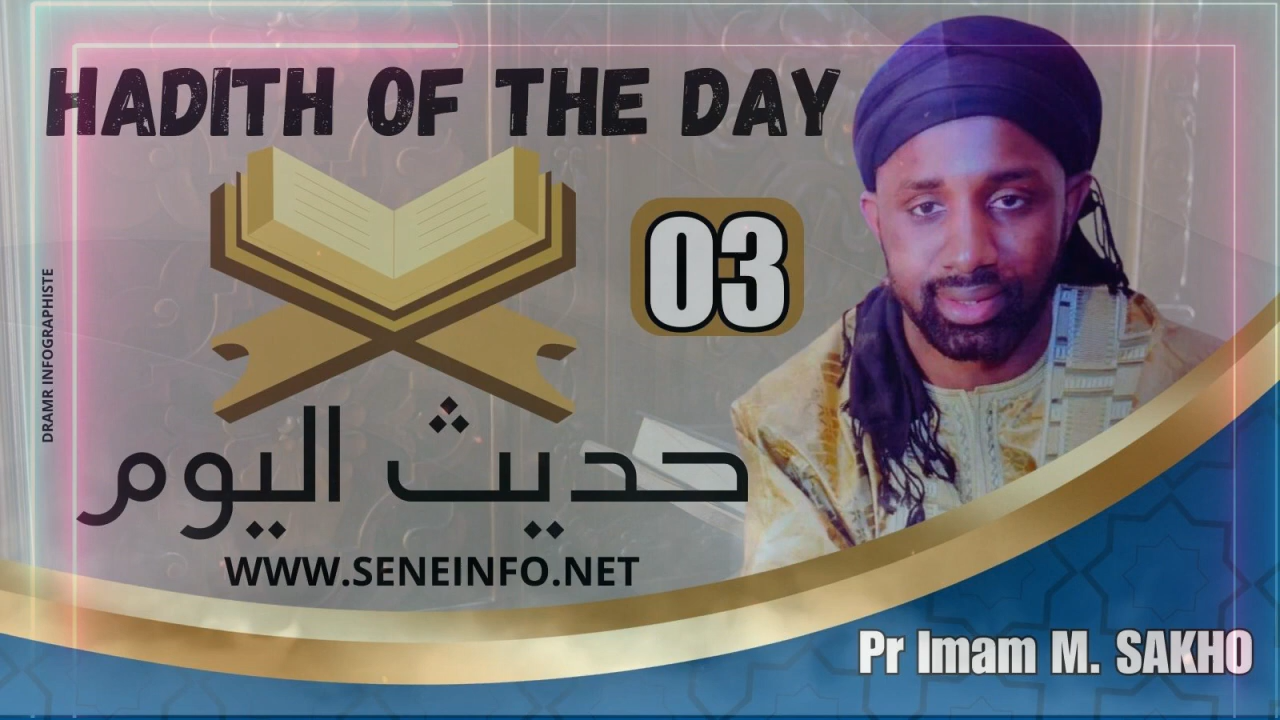 HADITH OF THE DAY
03
DRAMR INFOGRAPHISTE
حديث اليوم
WWW.SENEINFO.NET
Pr Imam M. SAKHO